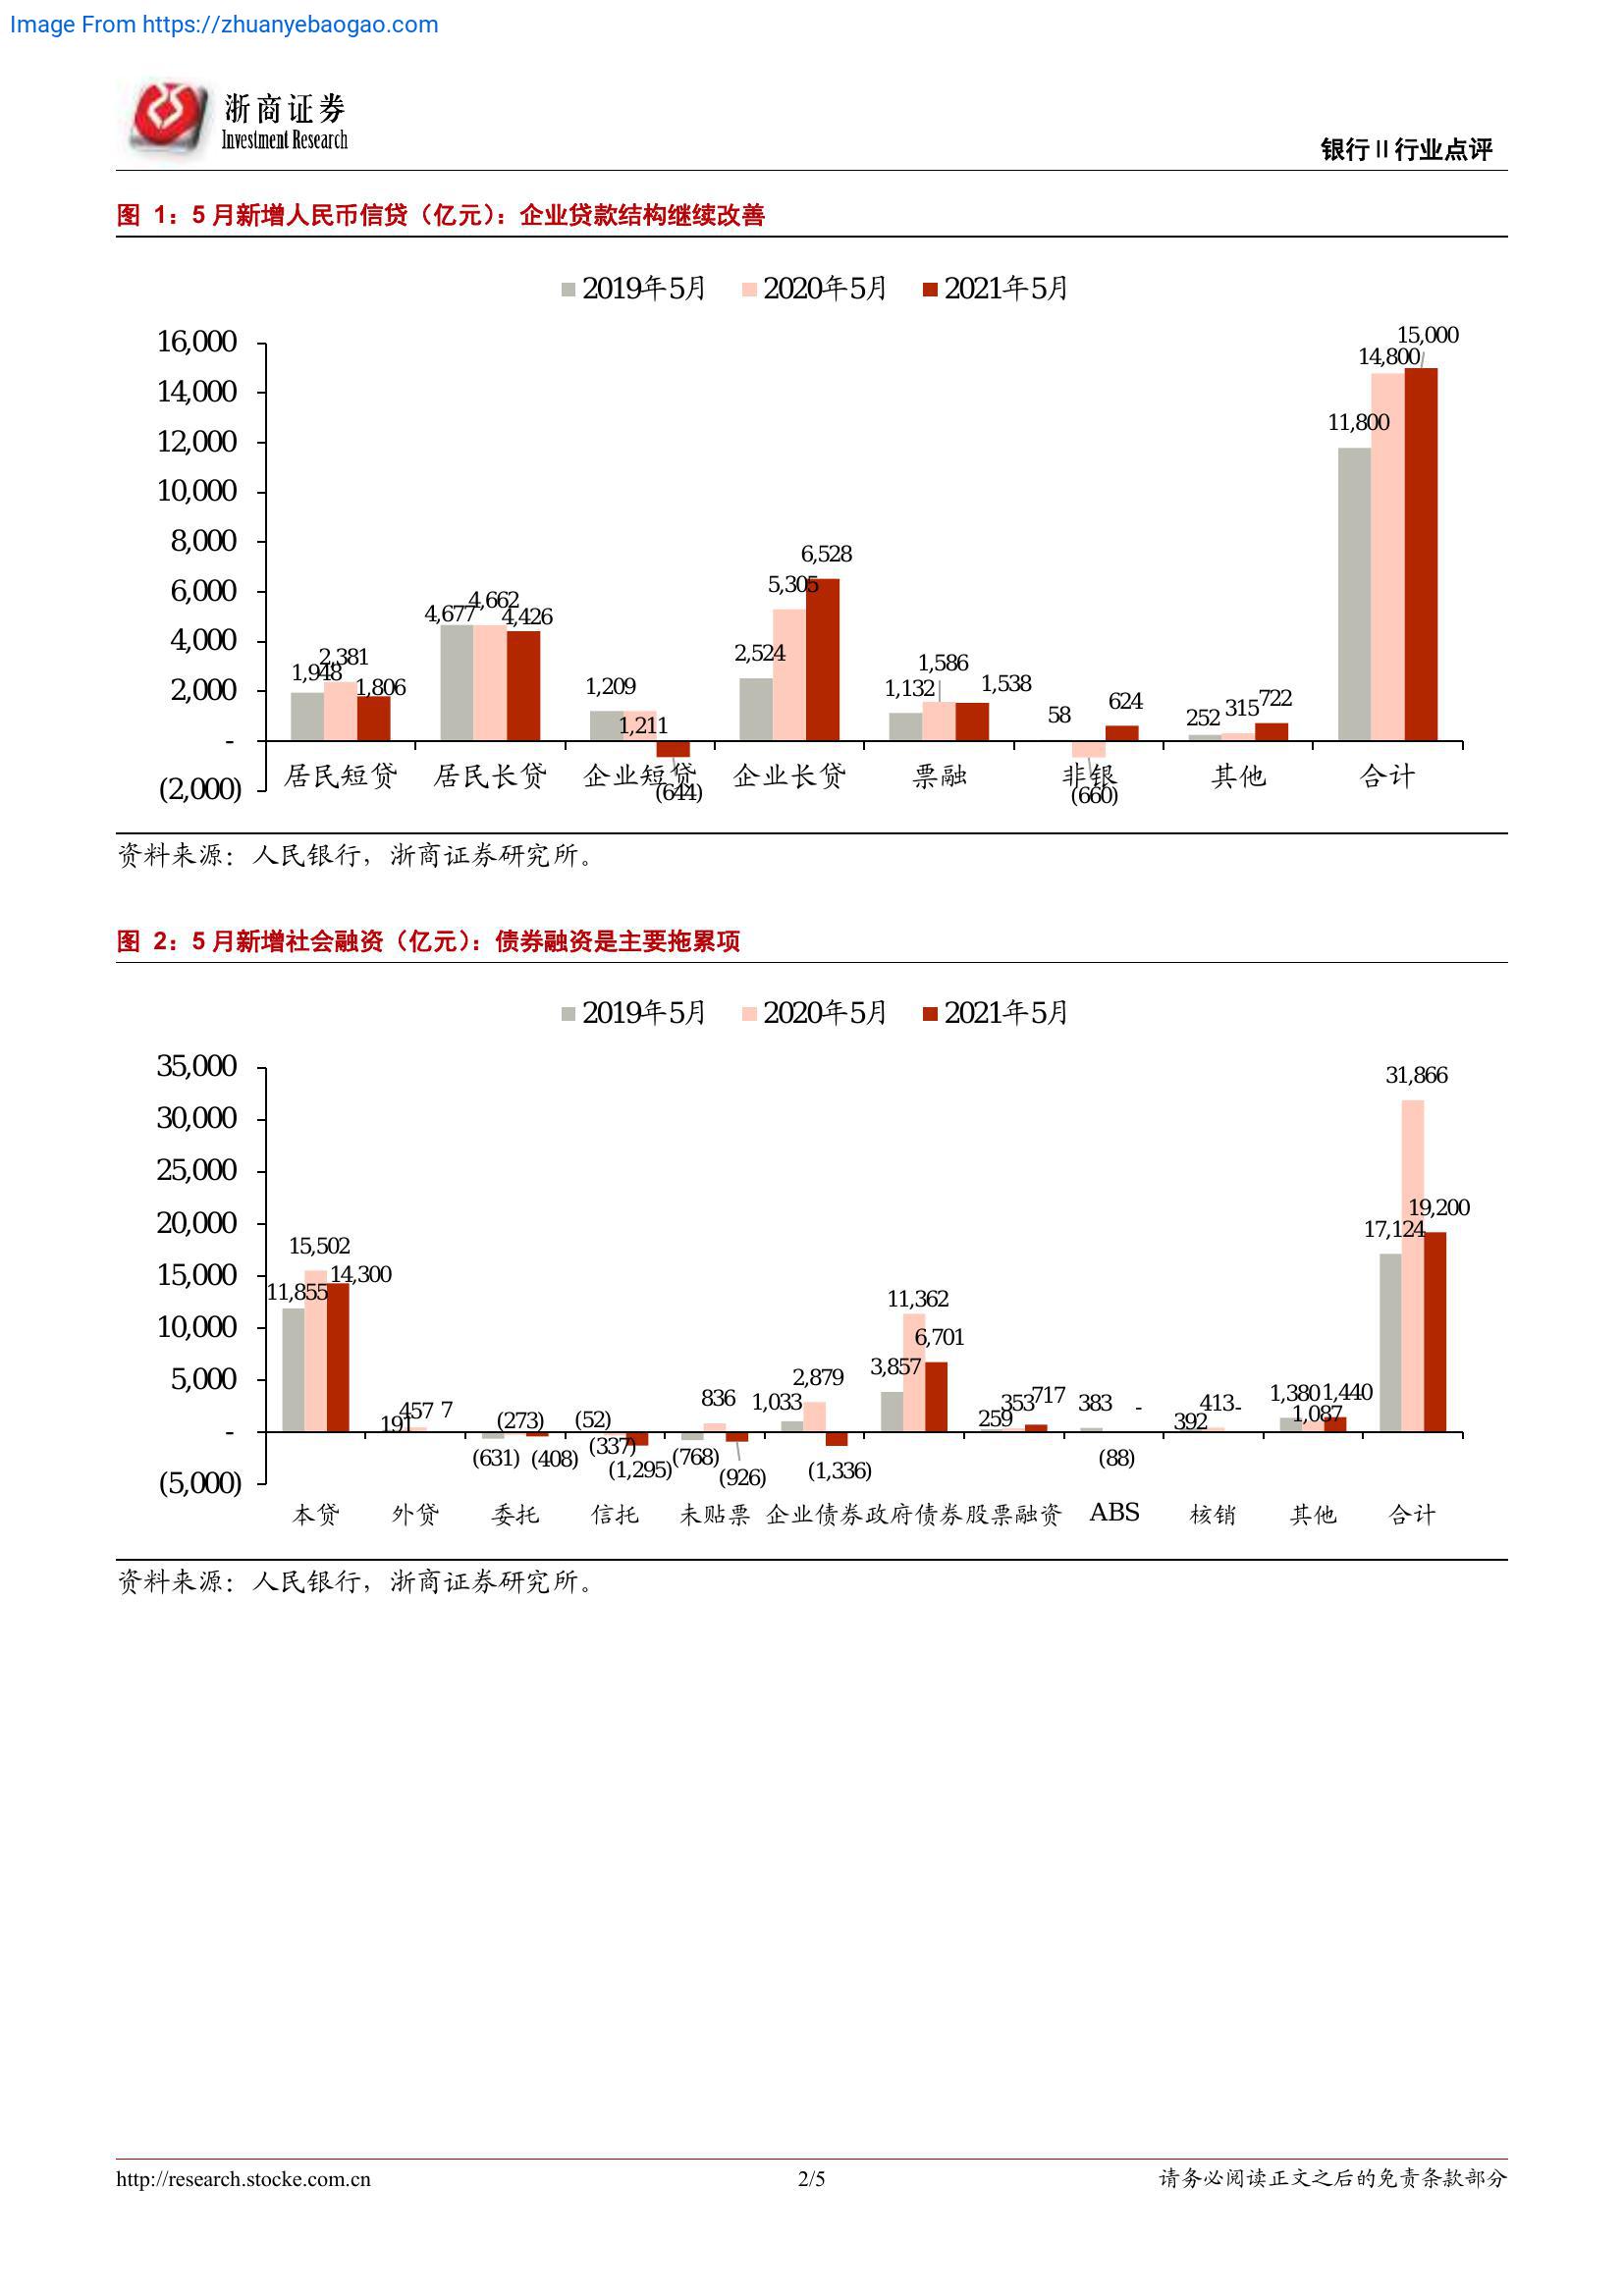 Image From https://zhuanyebaogao.com
浙商证券
Investment Research
银行Ⅱ行业点评
图 1：5 月新增人民币信贷（亿元）：企业贷款结构继续改善
2019年5月 2020年5月 2021年5月
16,000
14,000
12,000
10,000
8,000
6,000
4,000
2,000
-
(2,000)
1,948 2,381 1,806
4,677 4,662 4,426
1,209 1,211 (644)
2,524 5,305 6,528
1,132 1,586 1,538
58 (660) 624
252 315 722
11,800 14,800 15,000
居民短贷 居民长贷 企业短贷 企业长贷 票融 非银 其他 合计
资料来源：人民银行，浙商证券研究所。
图 2：5 月新增社会融资（亿元）：债券融资是主要拖累项
2019年5月 2020年5月 2021年5月
35,000
30,000
25,000
20,000
15,000
10,000
5,000
-
(5,000)
11,855 15,502 14,300
191 457 7
(631) (273) (408)
(52) (337) (1,295)
(768) 836 (926)
1,033 2,879 (1,336)
3,857 11,362 6,701
259 353 717
383 (88) -
392 413 -
1,380 1,087 1,440
17,124 31,866 19,200
本贷 外贷 委托 信托 未贴票 企业债券 政府债券 股票融资 ABS 核销 其他 合计
资料来源：人民银行，浙商证券研究所。
http://research.stocke.com.cn 2/5 请务必阅读正文之后的免责条款部分